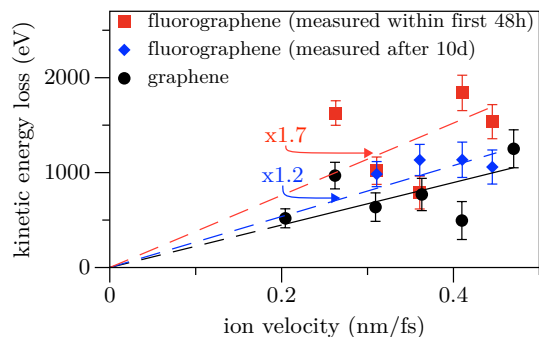 fluorographene (measured within first 48h)
fluorographene (measured after 10d)
graphene
kinetic energy loss (eV)
2000
1000
0
x1.7
x1.2
0
0.2
0.4
ion velocity (nm/fs)